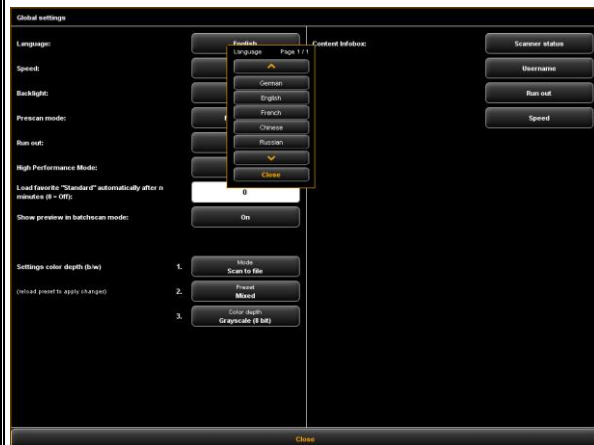 Global settings
Language:
English
Speed:
Backlight:
Prescan mode:
Run out:
High Performance Mode:
Load favorite "Standard" automatically after n
minutes (0 = Off):
0
Show preview in batchscan mode:
On
Settings color depth (b/w)
1.
Mode
Scan to file
(reload preset to apply changes)
2.
Preset
Mixed
3.
Color depth
Grayscale (8 bit)
Language Page 1 / 1
German
English
French
Chinese
Russian
Close
Content Infobox:
Scanner status
Username
Run out
Speed
Close